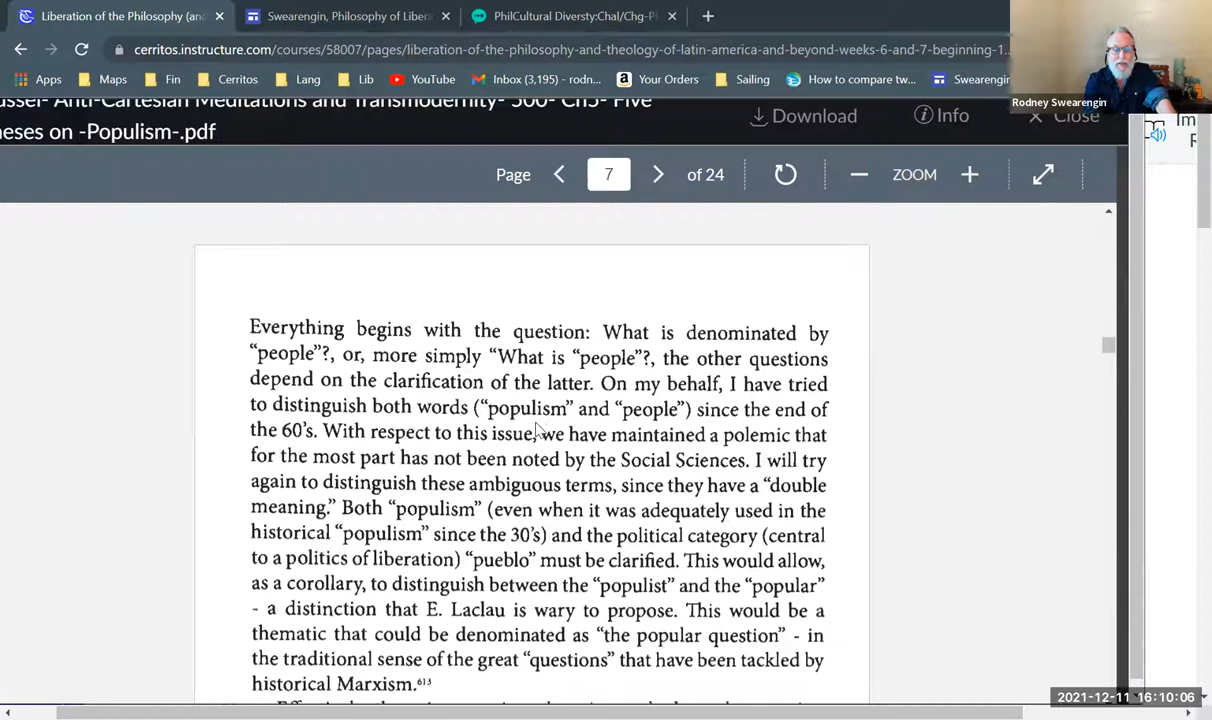 Liberation of the Philosophy (and
Swearengin, Philosophy of Libera
PhilCultural Diversty:Chal/Chg-P
cerritos.instructure.com/courses/58007/pages/liberation-of-the-philosophy-and-theology-of-latin-america-and-beyond-weeks-6-and-7-beginning-1...
Apps Maps Fin Cerritos Lang Lib YouTube Inbox (3,195) - rodn... Your Orders Sailing How to compare tw... Swearengin
Rodney Swearengin
ussel- Anti-Cartesian Meditations and Transmodernity- 500- Ch5- Five
heses on -Populism-.pdf
Download Info Close
Im
R
Page 7 of 24 ZOOM
Everything begins with the question: What is denominated by
“people”?, or, more simply “What is “people”?, the other questions
depend on the clarification of the latter. On my behalf, I have tried
to distinguish both words (“populism” and “people”) since the end of
the 60’s. With respect to this issue, we have maintained a polemic that
for the most part has not been noted by the Social Sciences. I will try
again to distinguish these ambiguous terms, since they have a “double
meaning.” Both “populism” (even when it was adequately used in the
historical “populism” since the 30’s) and the political category (central
to a politics of liberation) “pueblo” must be clarified. This would allow,
as a corollary, to distinguish between the “populist” and the “popular”
- a distinction that E. Laclau is wary to propose. This would be a
thematic that could be denominated as “the popular question” - in
the traditional sense of the great “questions” that have been tackled by
historical Marxism.⁶¹³
2021-12-11 16:10:06